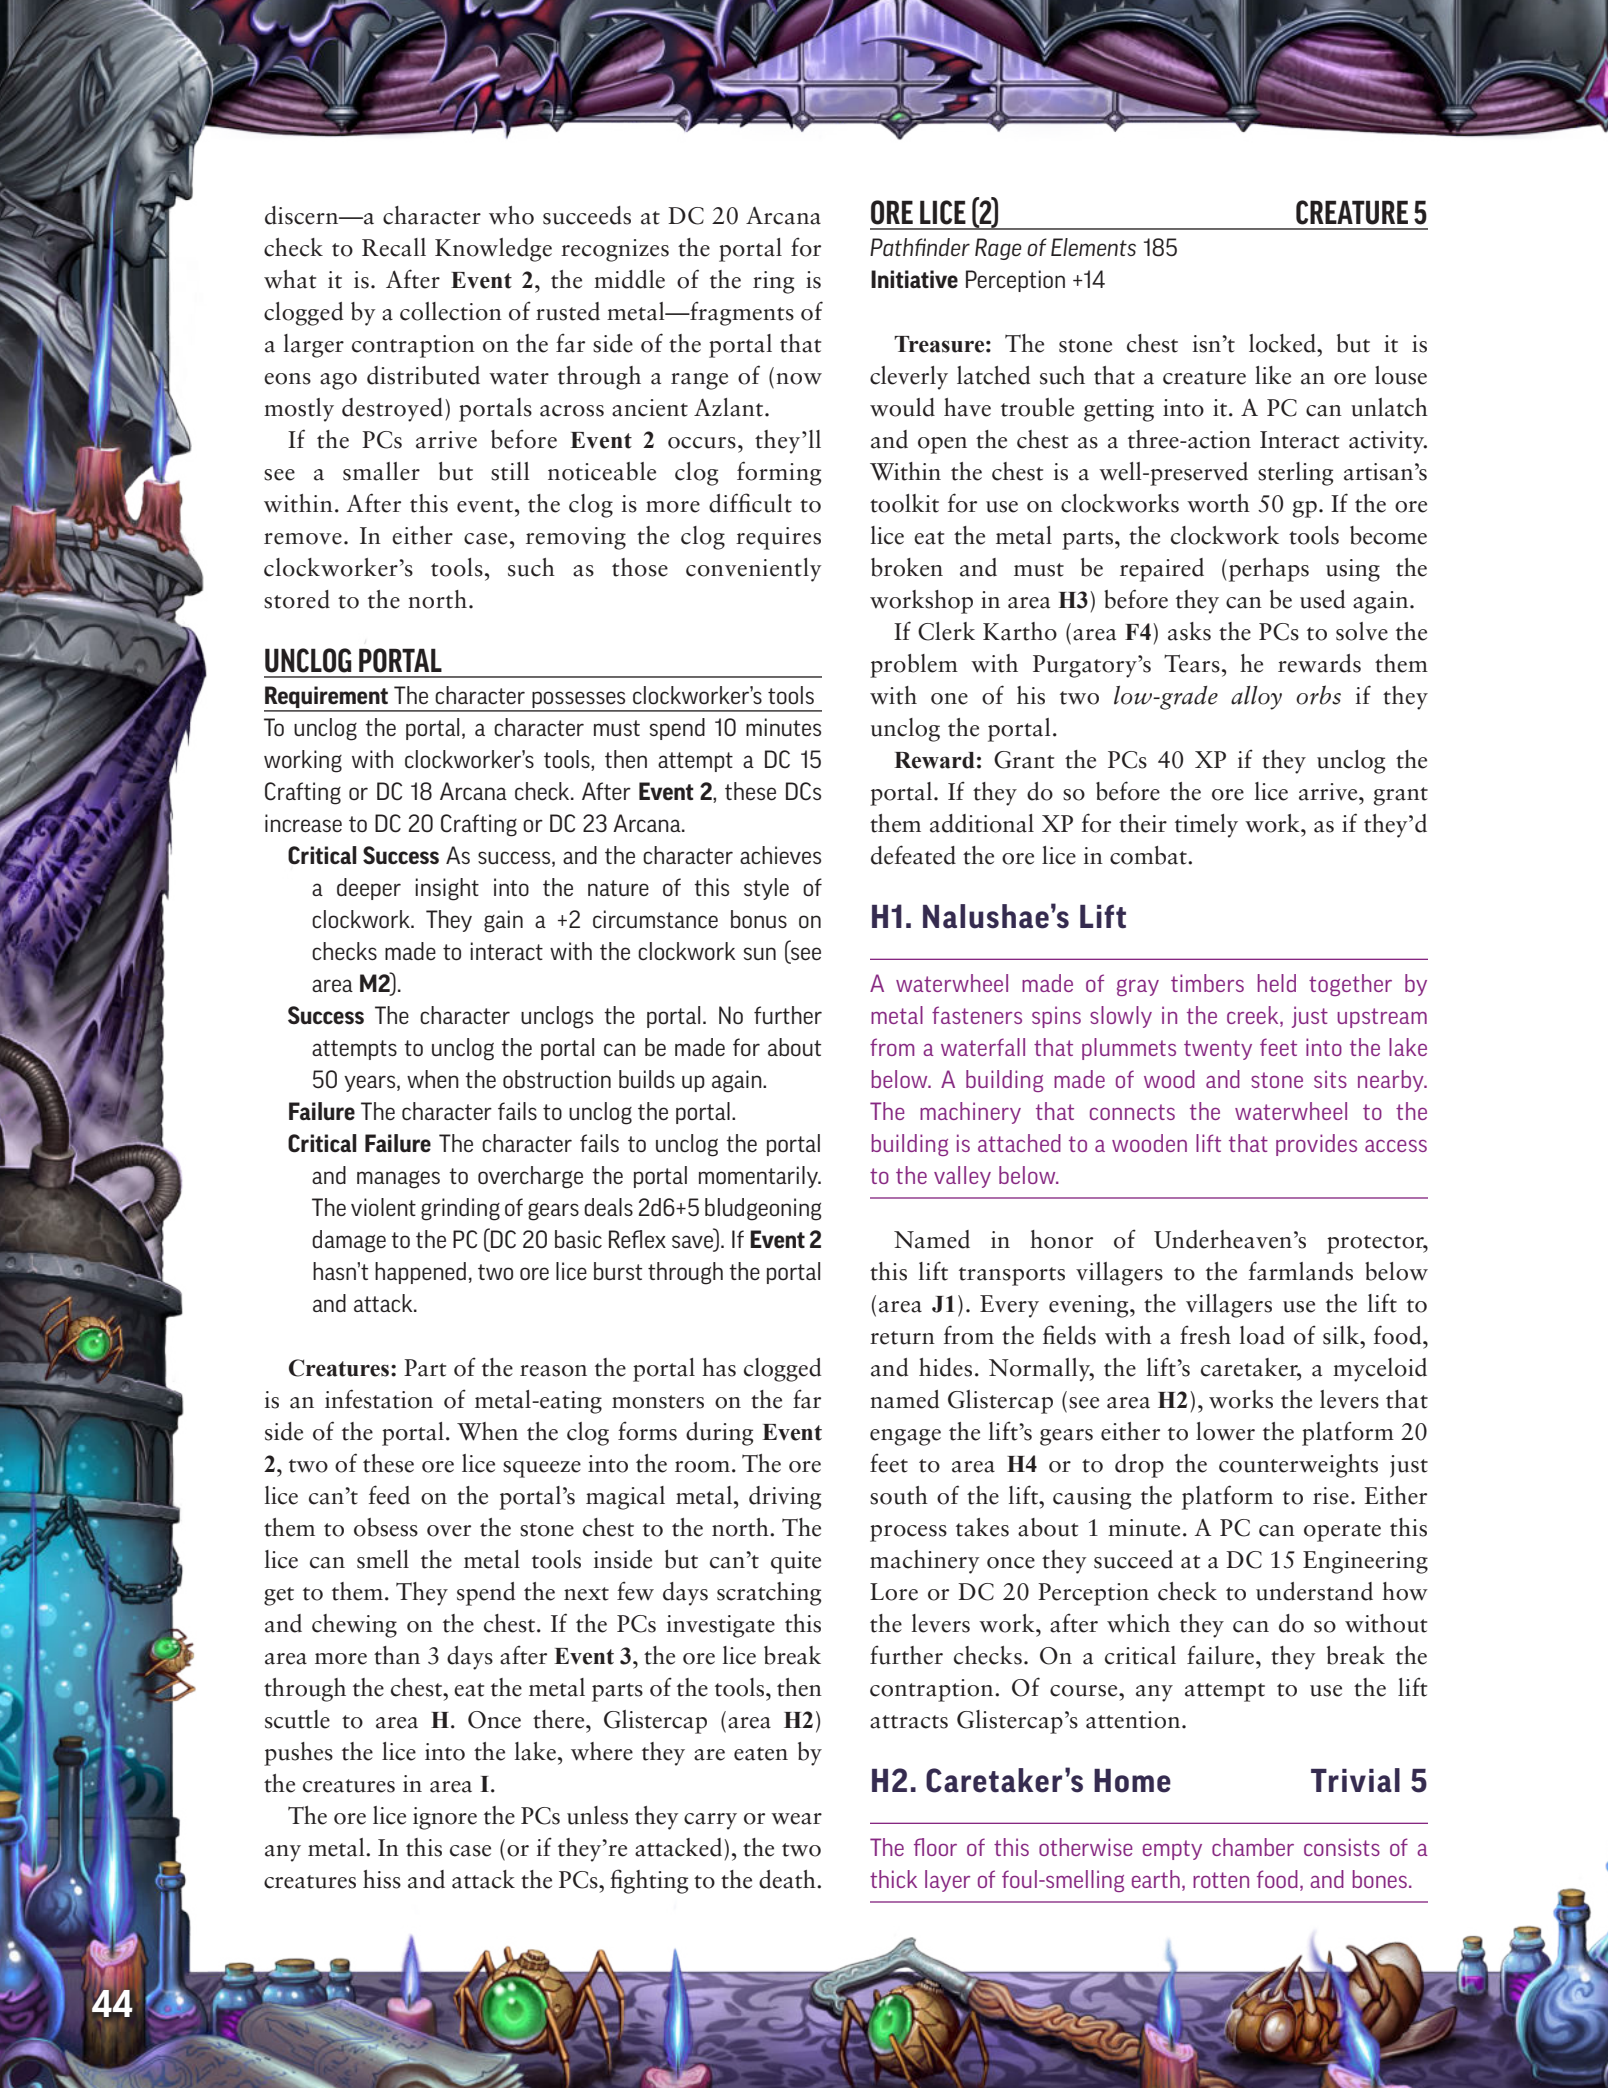 discern—a character who succeeds at DC 20 Arcana
check to Recall Knowledge recognizes the portal for
what it is. After Event 2, the middle of the ring is
clogged by a collection of rusted metal—fragments of
a larger contraption on the far side of the portal that
eons ago distributed water through a range of (now
mostly destroyed) portals across ancient Azlant.
If the PCs arrive before Event 2 occurs, they’ll
see a smaller but still noticeable clog forming
within. After this event, the clog is more difficult to
remove. In either case, removing the clog requires
clockworker’s tools, such as those conveniently
stored to the north.
UNCLOG PORTAL
Requirement The character possesses clockworker’s tools
To unclog the portal, a character must spend 10 minutes
working with clockworker’s tools, then attempt a DC 15
Crafting or DC 18 Arcana check. After Event 2, these DCs
increase to DC 20 Crafting or DC 23 Arcana.
Critical Success As success, and the character achieves
a deeper insight into the nature of this style of
clockwork. They gain a +2 circumstance bonus on
checks made to interact with the clockwork sun (see
area M2).
Success The character unclogs the portal. No further
attempts to unclog the portal can be made for about
50 years, when the obstruction builds up again.
Failure The character fails to unclog the portal.
Critical Failure The character fails to unclog the portal
and manages to overcharge the portal momentarily.
The violent grinding of gears deals 2d6+5 bludgeoning
damage to the PC (DC 20 basic Reflex save). If Event 2
hasn’t happened, two ore lice burst through the portal
and attack.
Creatures: Part of the reason the portal has clogged
is an infestation of metal-eating monsters on the far
side of the portal. When the clog forms during Event
2, two of these ore lice squeeze into the room. The ore
lice can’t feed on the portal’s magical metal, driving
them to obsess over the stone chest to the north. The
lice can smell the metal tools inside but can’t quite
get to them. They spend the next few days scratching
and chewing on the chest. If the PCs investigate this
area more than 3 days after Event 3, the ore lice break
through the chest, eat the metal parts of the tools, then
scuttle to area H. Once there, Glistercap (area H2)
pushes the lice into the lake, where they are eaten by
the creatures in area I.
The ore lice ignore the PCs unless they carry or wear
any metal. In this case (or if they’re attacked), the two
creatures hiss and attack the PCs, fighting to the death.
ORE LICE (2) CREATURE 5
Pathfinder Rage of Elements 185
Initiative Perception +14
Treasure: The stone chest isn’t locked, but it is
cleverly latched such that a creature like an ore louse
would have trouble getting into it. A PC can unlatch
and open the chest as a three-action Interact activity.
Within the chest is a well-preserved sterling artisan’s
toolkit for use on clockworks worth 50 gp. If the ore
lice eat the metal parts, the clockwork tools become
broken and must be repaired (perhaps using the
workshop in area H3) before they can be used again.
If Clerk Kartho (area F4) asks the PCs to solve the
problem with Purgatory’s Tears, he rewards them
with one of his two low-grade alloy orbs if they
unclog the portal.
Reward: Grant the PCs 40 XP if they unclog the
portal. If they do so before the ore lice arrive, grant
them additional XP for their timely work, as if they’d
defeated the ore lice in combat.
H1. Nalushae’s Lift
A waterwheel made of gray timbers held together by
metal fasteners spins slowly in the creek, just upstream
from a waterfall that plummets twenty feet into the lake
below. A building made of wood and stone sits nearby.
The machinery that connects the waterwheel to the
building is attached to a wooden lift that provides access
to the valley below.
Named in honor of Underheaven’s protector,
this lift transports villagers to the farmlands below
(area J1). Every evening, the villagers use the lift to
return from the fields with a fresh load of silk, food,
and hides. Normally, the lift’s caretaker, a myceloid
named Glistercap (see area H2), works the levers that
engage the lift’s gears either to lower the platform 20
feet to area H4 or to drop the counterweights just
south of the lift, causing the platform to rise. Either
process takes about 1 minute. A PC can operate this
machinery once they succeed at a DC 15 Engineering
Lore or DC 20 Perception check to understand how
the levers work, after which they can do so without
further checks. On a critical failure, they break the
contraption. Of course, any attempt to use the lift
attracts Glistercap’s attention.
H2. Caretaker’s Home Trivial 5
The floor of this otherwise empty chamber consists of a
thick layer of foul-smelling earth, rotten food, and bones.
44